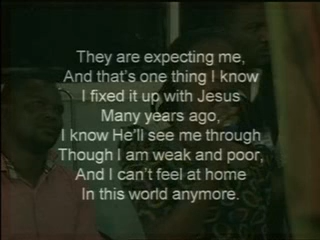 They are expecting me,
And that's one thing I know
I fixed it up with Jesus
Many years ago,
I know He'll see me through
Though I am weak and poor,
And I can't feel at home
In this world anymore.